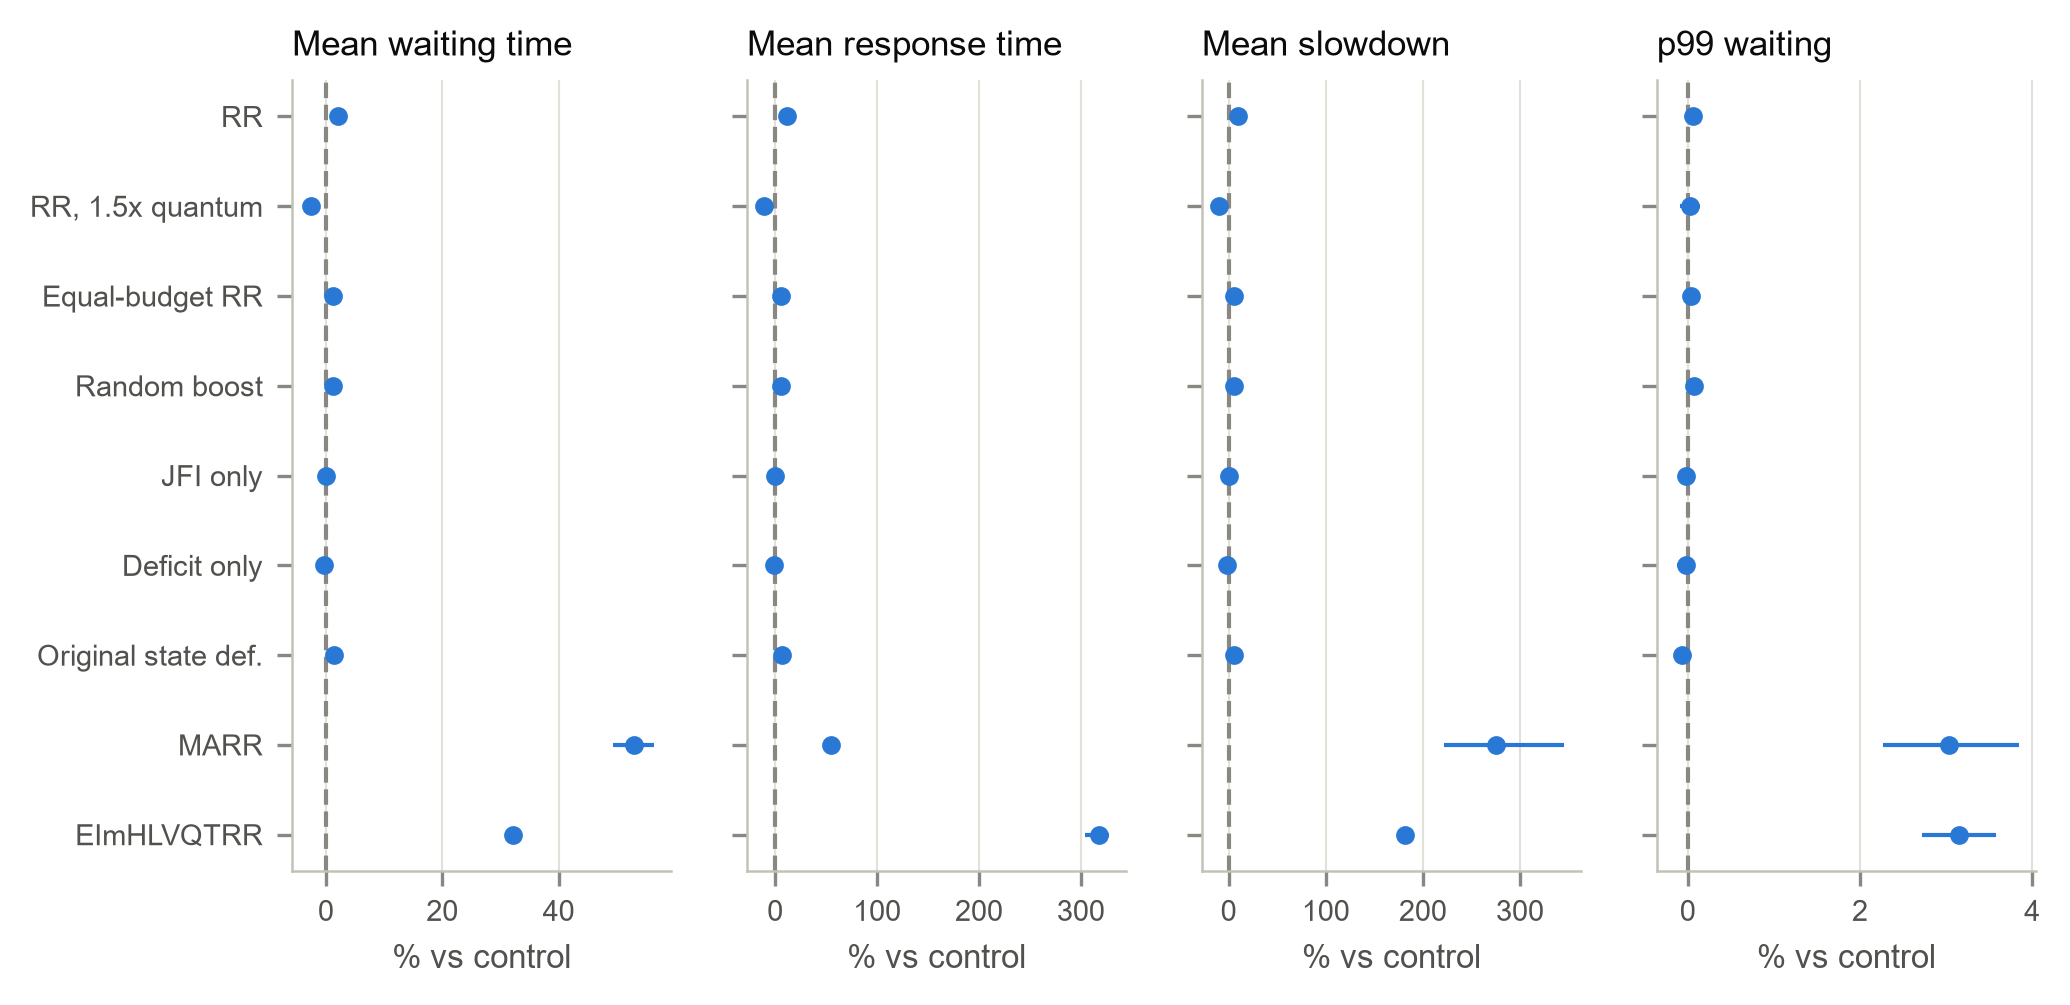 Mean waiting time
Mean response time
Mean slowdown
p99 waiting
RR
RR, 1.5x quantum
Equal-budget RR
Random boost
JFI only
Deficit only
Original state def.
MARR
EImHLVQTRR
0 20 40
0 100 200 300
0 100 200 300
0 2 4
% vs control
% vs control
% vs control
% vs control